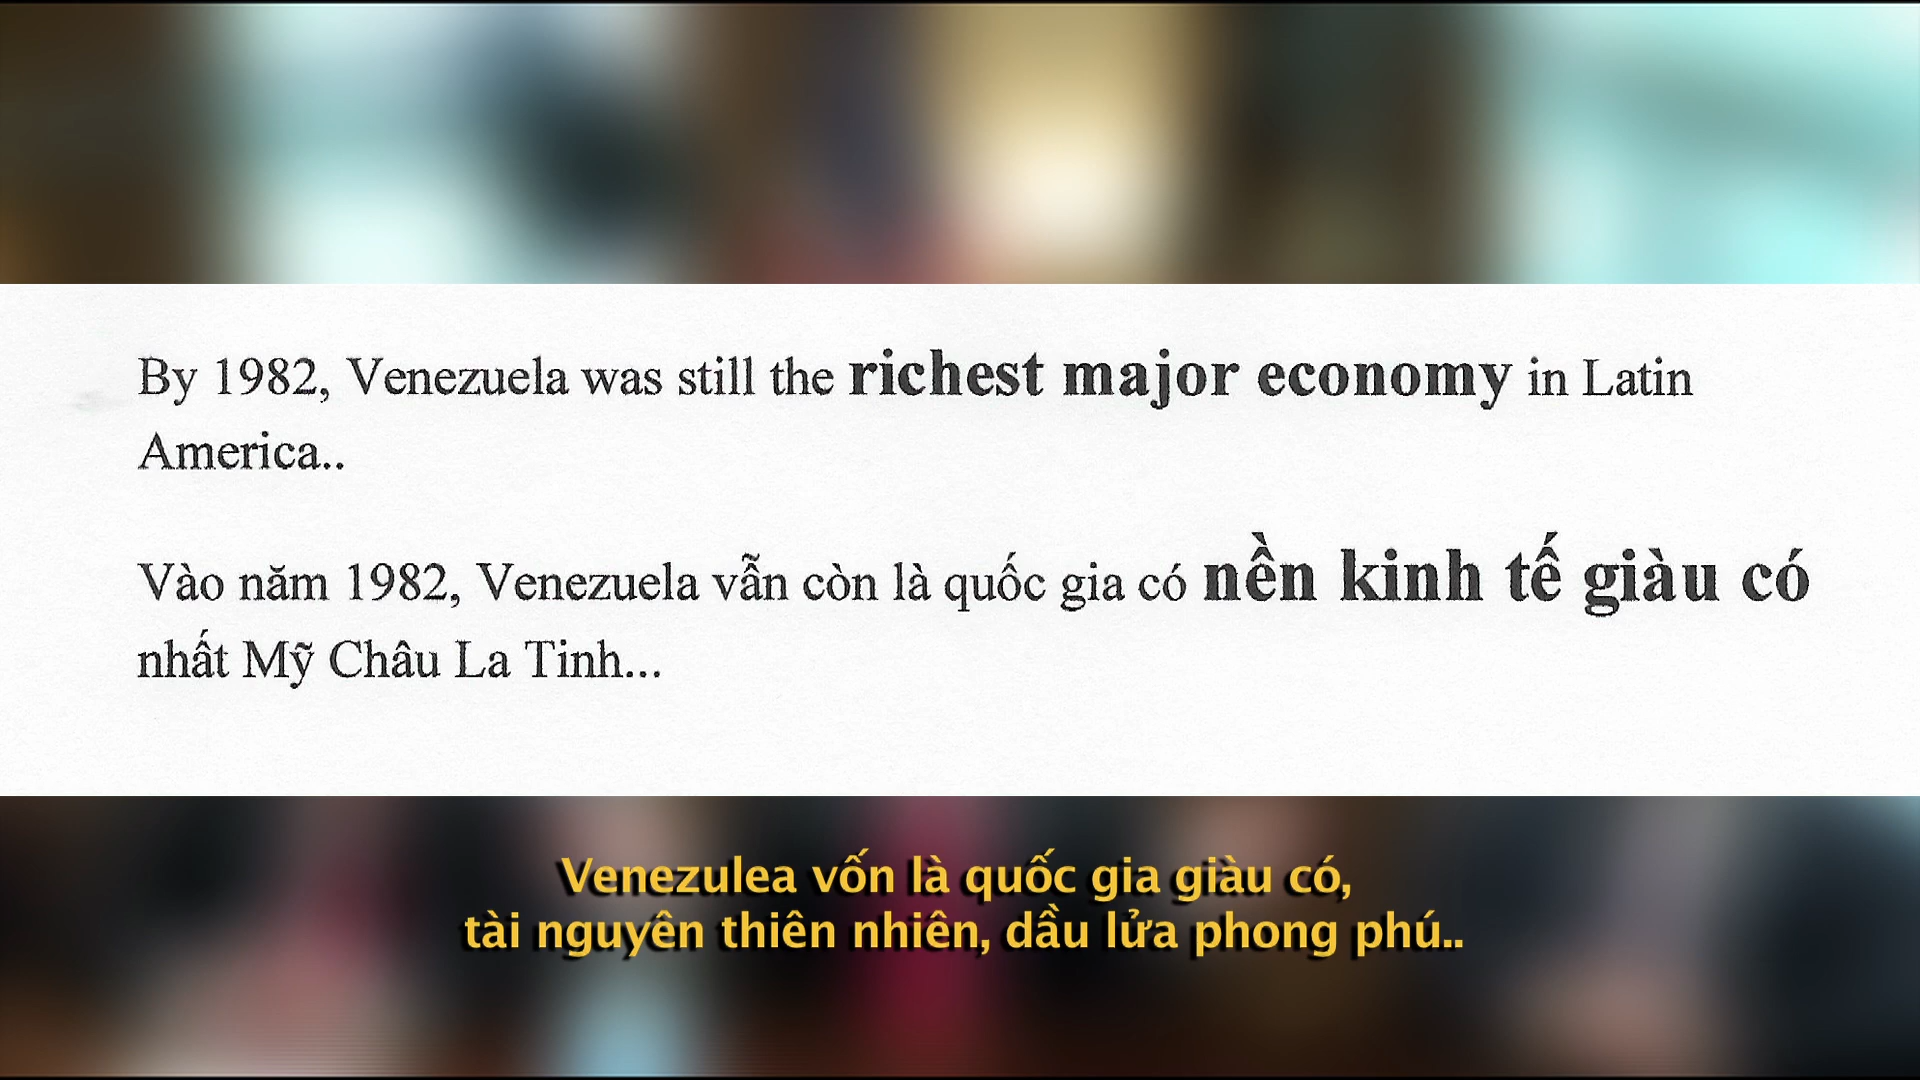 By 1982, Venezuela was still the richest major economy in Latin
America..
Vào năm 1982, Venezuela vẫn còn là quốc gia có nền kinh tế giàu có
nhất Mỹ Châu La Tinh...
Venezulea vốn là quốc gia giàu có,
tài nguyên thiên nhiên, dầu lửa phong phú..